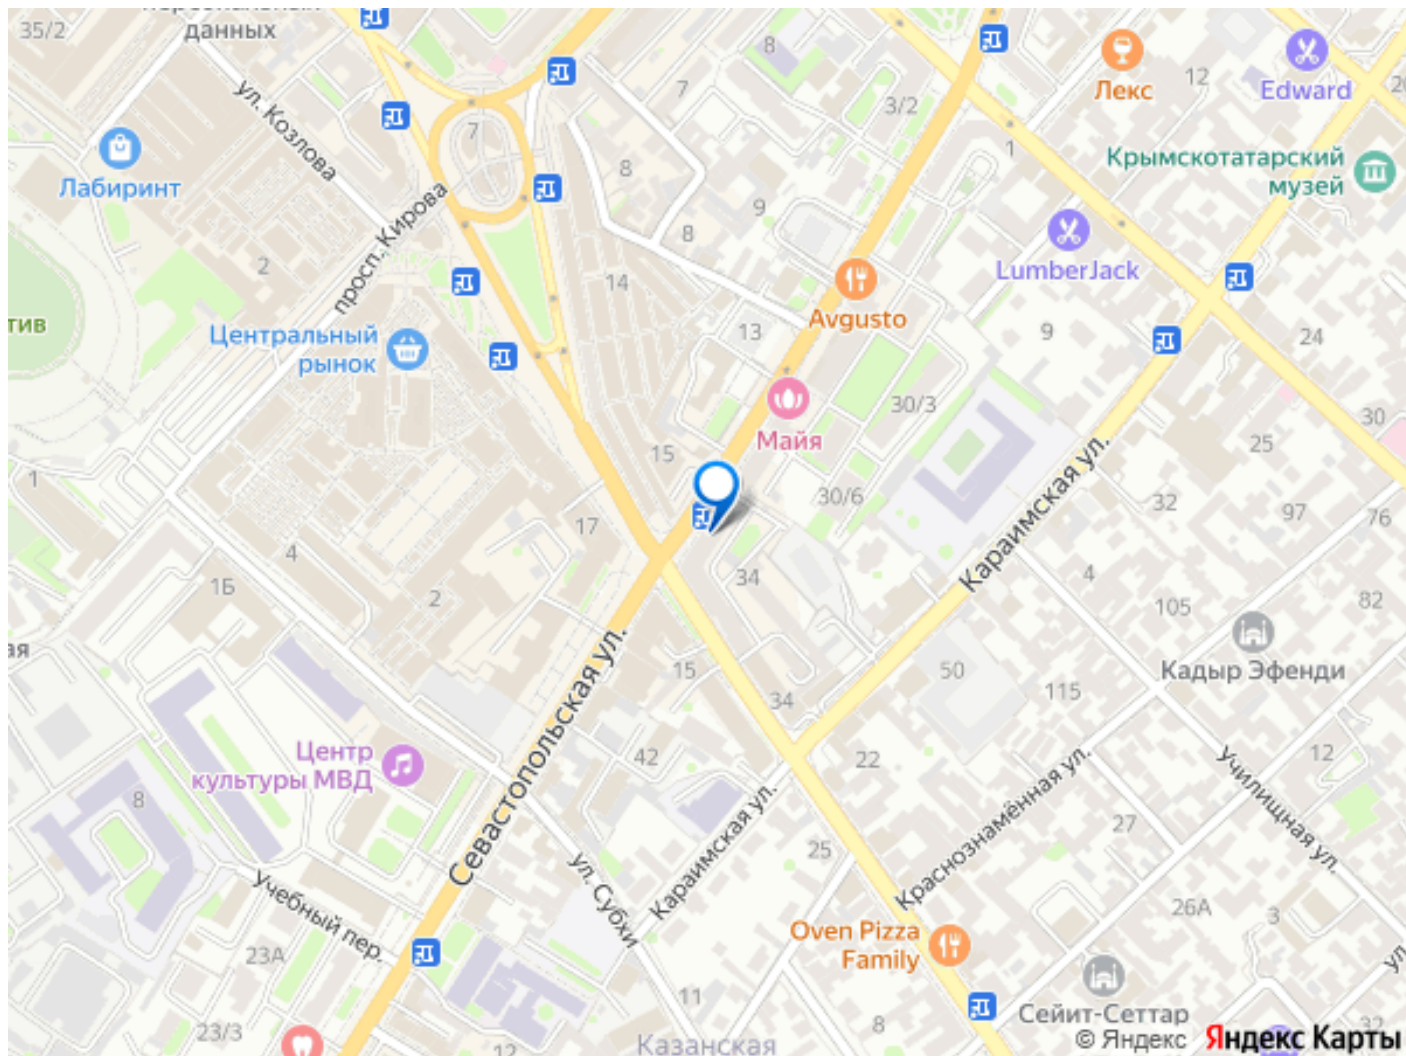 35/2
данных
8
Лекс
12
Edward
7
3/2
ул. Козлова
7
1
Лабиринт
8
Крымскотатарский
музей
просп. Кирова
9
8
2
LumberJack
14
тив
Avgusto
Центральный
рынок
13
9
24
30/3
30
Майя
15
25
1
30/6
32
97
76
17
Караимская ул.
4
34
4
1Б
2
105
82
ая
Севастопольская ул.
15
50
Кадыр Эфенди
115
34
Центр
культуры МВД
42
22
12
8
Училищная ул.
Краснознамённая ул.
Караимская ул.
27
25
ул. Субхи
Учебный пер.
26А
3
Oven Pizza
Family
23А
ул
11
Сейит-Сеттар
23/3
8
32
12
Казанская
© Яндекс Яндекс Карты